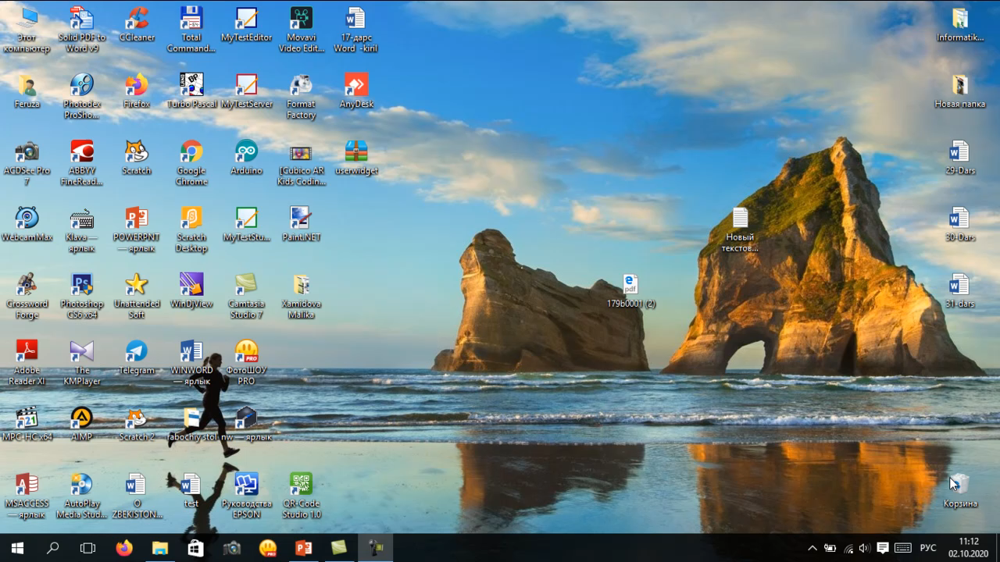 Этот
компьютер
Solid PDF to
Word v9
CCleaner
Total
Command...
MyTestEditor
Movavi
Video Edit...
17-дарс
Word -kiril
Informatik...
Feruza
Photodex
ProSho...
Firefox
Turbo Pascal
MyTestServer
Format
Factory
AnyDesk
Новая папка
ACDSee Pro
7
ABBYY
FineRead...
Scratch
Google
Chrome
Arduino
[Cubico AR
Kids Codin...
userwidget
29-Dars
WebcamMax
Klava —
ярлык
POWERPNT
— ярлык
Scratch
Desktop
MyTestStu...
Paint.NET
Новый
текстов...
30-Dars
Crossword
Forge
Photoshop
CS6 x64
Unattended
Soft
WinDjView
Camtasia
Studio 7
Xamidova
Malika
pdf
179b0001 (2)
31-dars
Adobe
Reader XI
The
KMPlayer
Telegram
WINWORD
— ярлык
PRO
ФотоШОУ
PRO
MPC-HC x64
AIMP
Scratch 2
rabochiy stol
nw — ярлык
MSACCESS
— ярлык
AutoPlay
Media Stud...
O
ZBEKISTON...
test
Руководства
EPSON
QR-Code
Studio 1.0
Корзина
РУС
11:12
02.10.2020